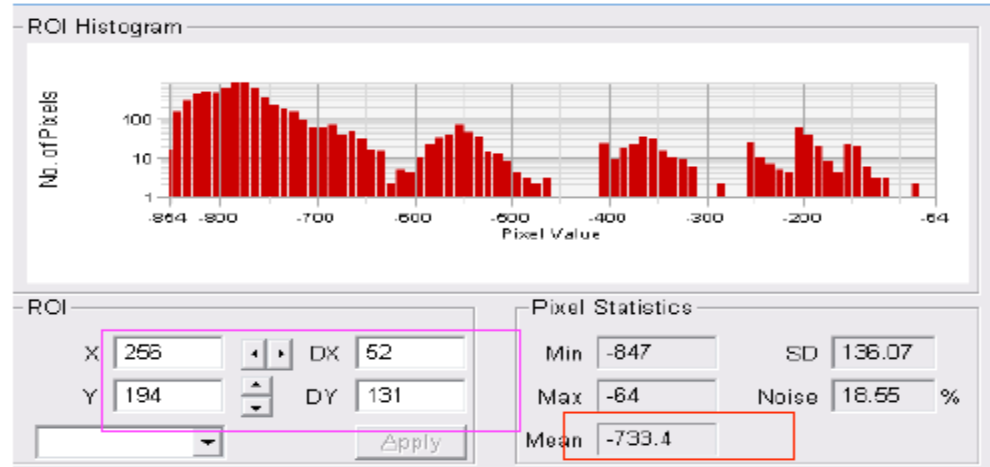 ROI Histogram
No. of Pixels
100
10
1
-864 -800 -700 -600 -500 -400 -300 -200 -64
Pixel Value
ROI
X 256 DX 52
Y 194 DY 131
Apply
Pixel Statistics
Min -847 SD 136.07
Max -64 Noise 18.55 %
Mean -733.4